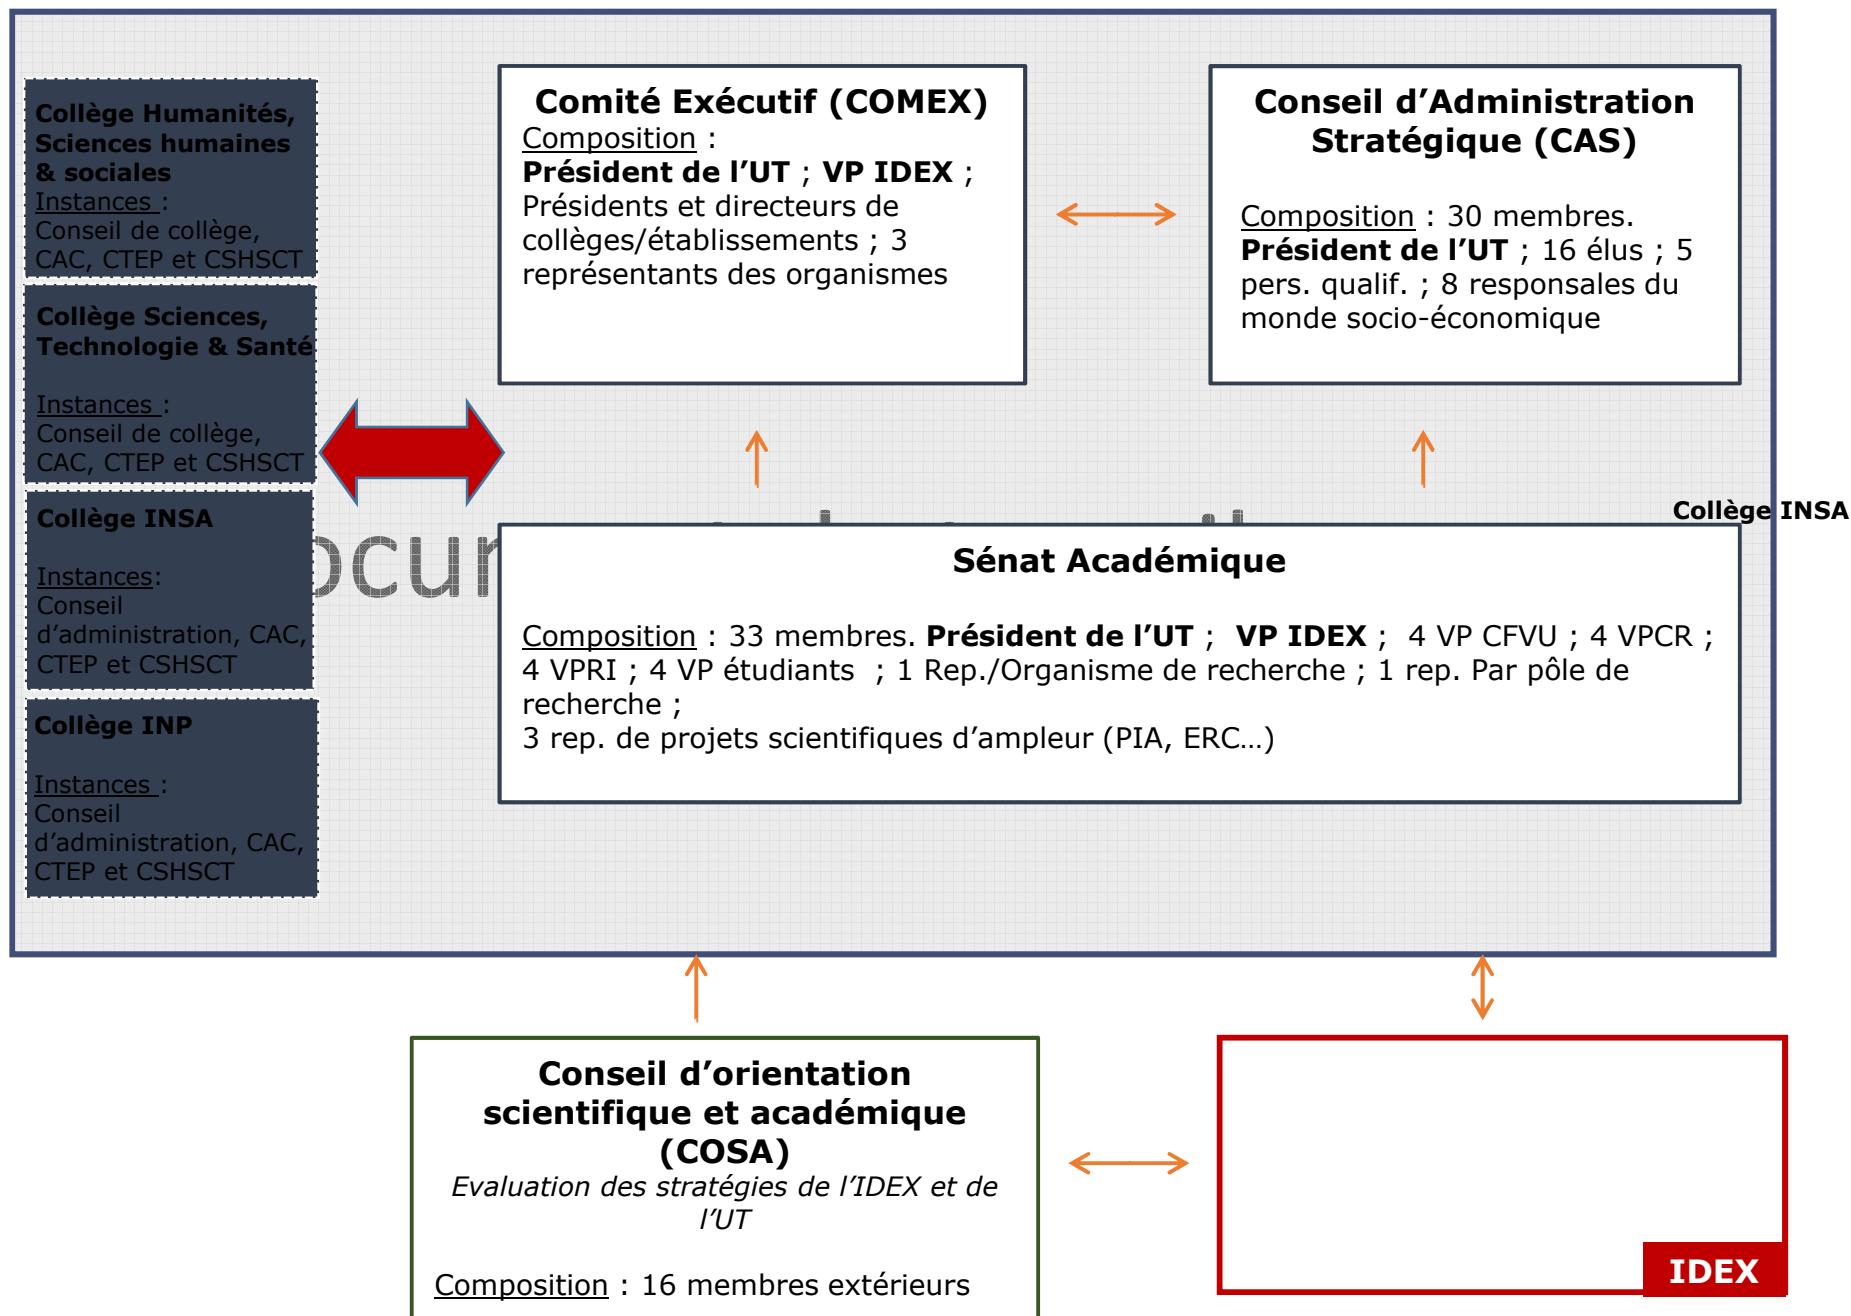 Collège Humanités,
Sciences humaines
& sociales
Instances :
Conseil de collège,
CAC, CTEP et CSHSCT
Collège Sciences,
Technologie & Santé
Instances :
Conseil de collège,
CAC, CTEP et CSHSCT
Collège INSA
Instances:
Conseil
d’administration, CAC,
CTEP et CSHSCT
Collège INP
Instances :
Conseil
d’administration, CAC,
CTEP et CSHSCT
Comité Exécutif (COMEX)
Composition :
Président de l’UT ; VP IDEX ;
Présidents et directeurs de
collèges/établissements ; 3
représentants des organismes
Conseil d’Administration
Stratégique (CAS)
Composition : 30 membres.
Président de l’UT ; 16 élus ; 5
pers. qualif. ; 8 responsales du
monde socio-économique
Collège INSA
Sénat Académique
Composition : 33 membres. Président de l’UT ; VP IDEX ; 4 VP CFVU ; 4 VPCR ;
4 VPRI ; 4 VP étudiants ; 1 Rep./Organisme de recherche ; 1 rep. Par pôle de
recherche ;
3 rep. de projets scientifiques d’ampleur (PIA, ERC…)
Conseil d’orientation
scientifique et académique
(COSA)
Evaluation des stratégies de l’IDEX et de
l’UT
Composition : 16 membres extérieurs
IDEX